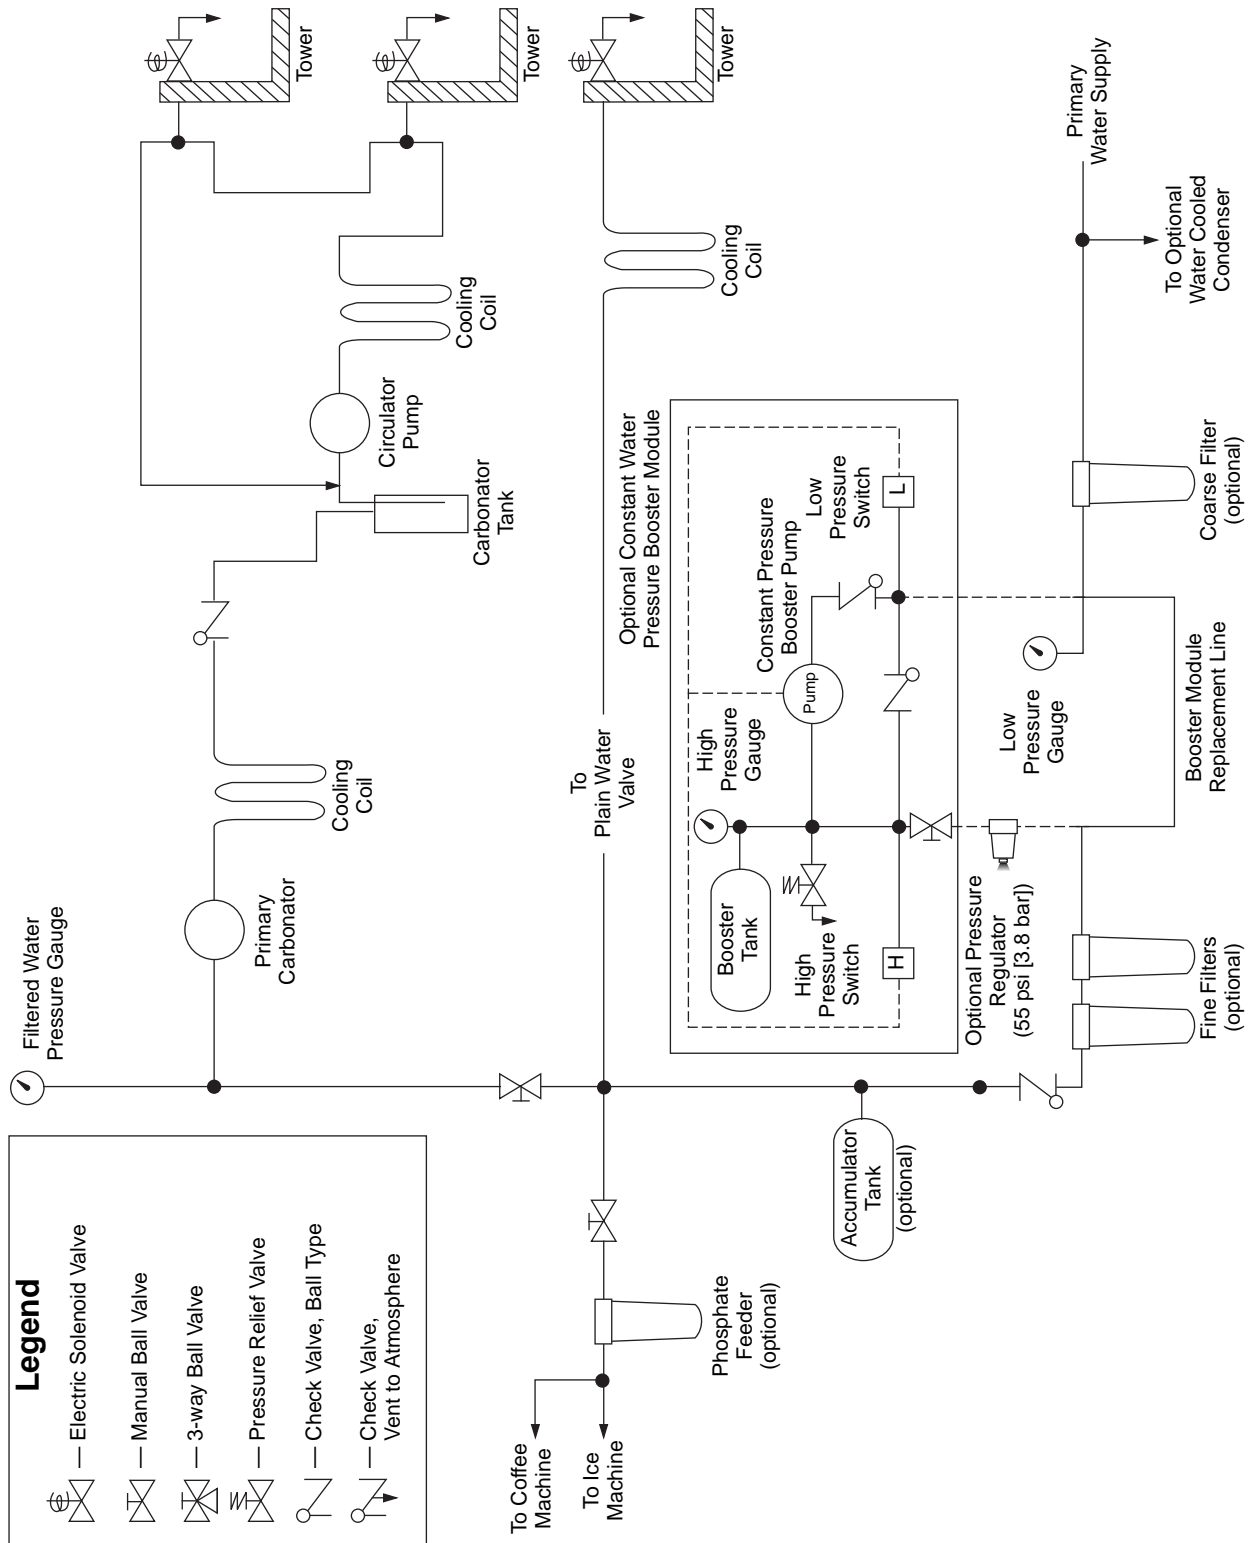 Legend
Electric Solenoid Valve
Manual Ball Valve
3-way Ball Valve
Pressure Relief Valve
Check Valve, Ball Type
Check Valve,
Vent to Atmosphere
Filtered Water
Pressure Gauge
Primary
Carbonator
Cooling
Coil
Carbonator
Tank
Circulator
Pump
Cooling
Coil
Tower
Tower
Tower
To Coffee
Machine
To Ice
Machine
Phosphate
Feeder
(optional)
To
Plain Water
Valve
Cooling
Coil
Optional Constant Water
Pressure Booster Module
Accumulator
Tank
(optional)
Booster
Tank
High
Pressure
Gauge
High
Pressure
Switch
H
Pump
Constant Pressure
Booster Pump
Low
Pressure
Switch
L
Optional Pressure
Regulator
(55 psi [3.8 bar])
Low
Pressure
Gauge
Fine Filters
(optional)
Booster Module
Replacement Line
Coarse Filter
(optional)
To Optional
Water Cooled
Condenser
Primary
Water Supply